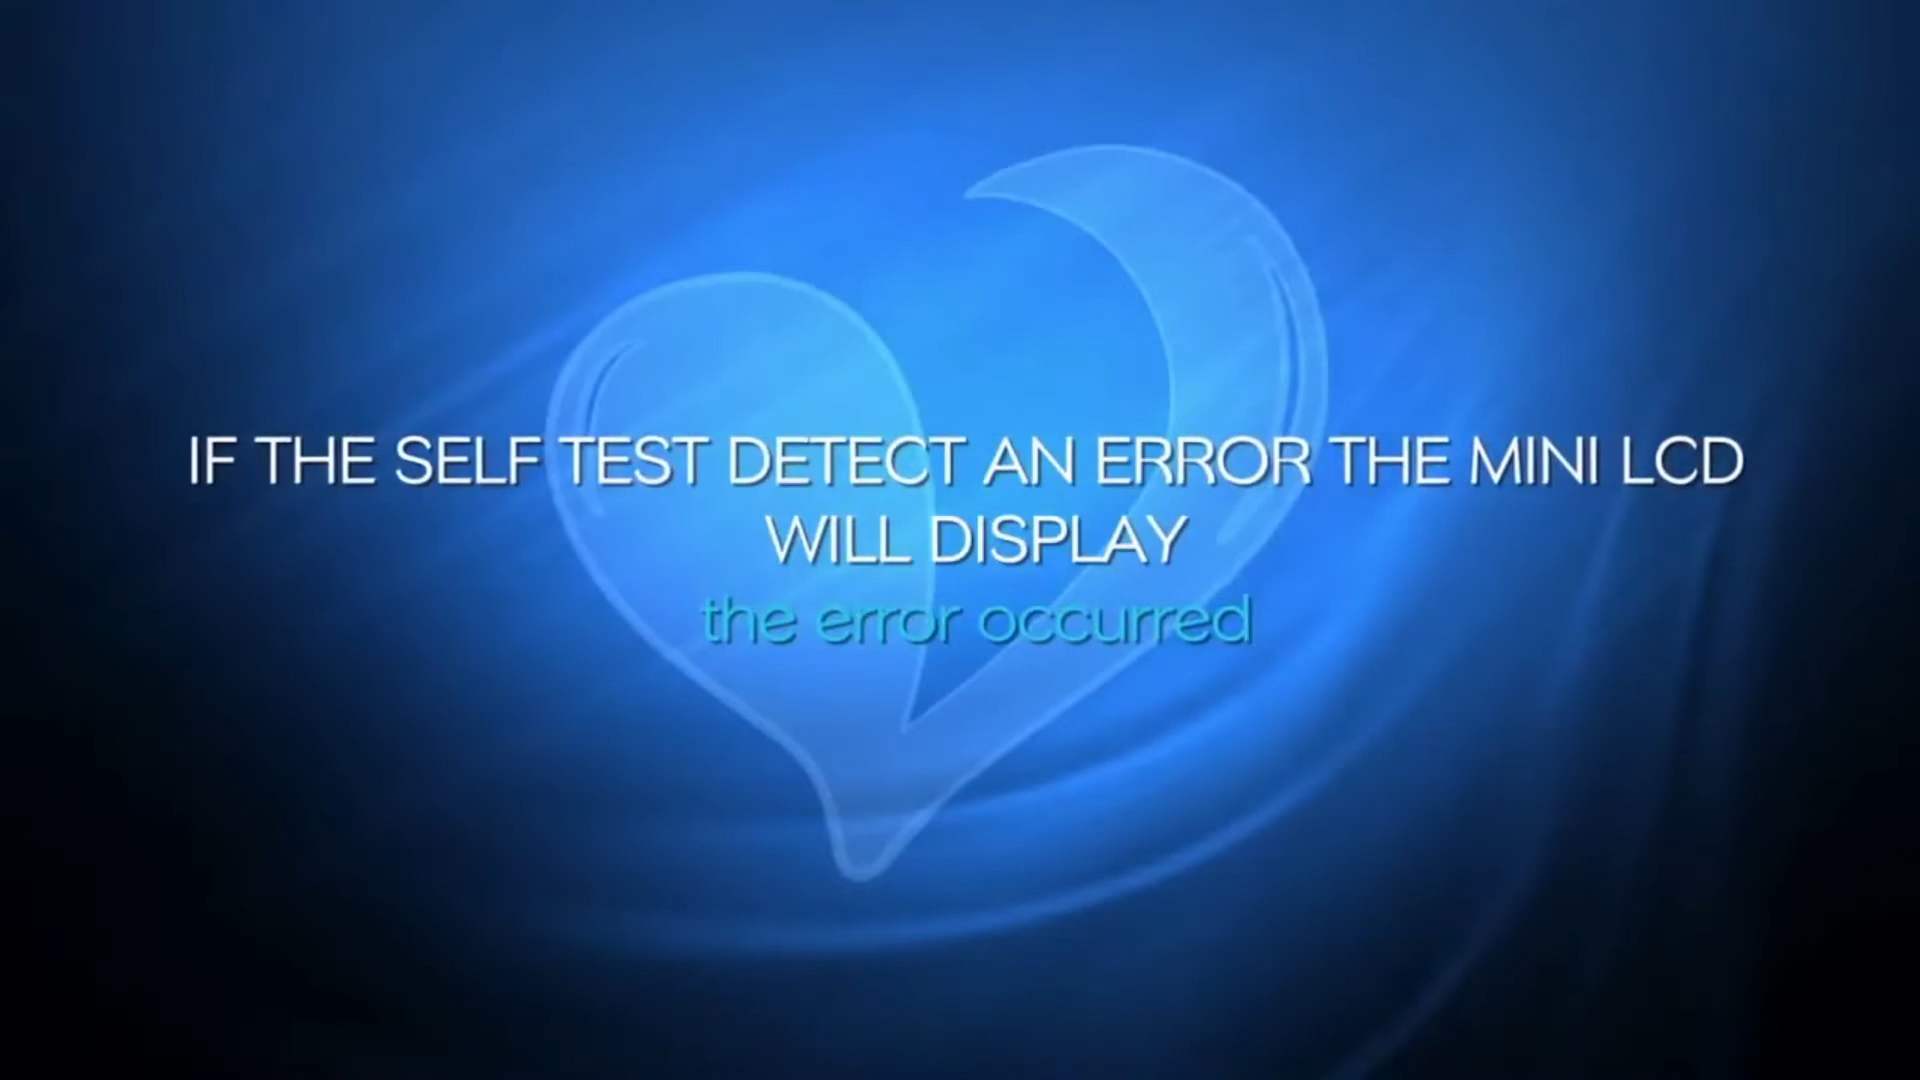 IF THE SELF TEST DETECT AN ERROR THE MINI LCD
WILL DISPLAY
the error occurred